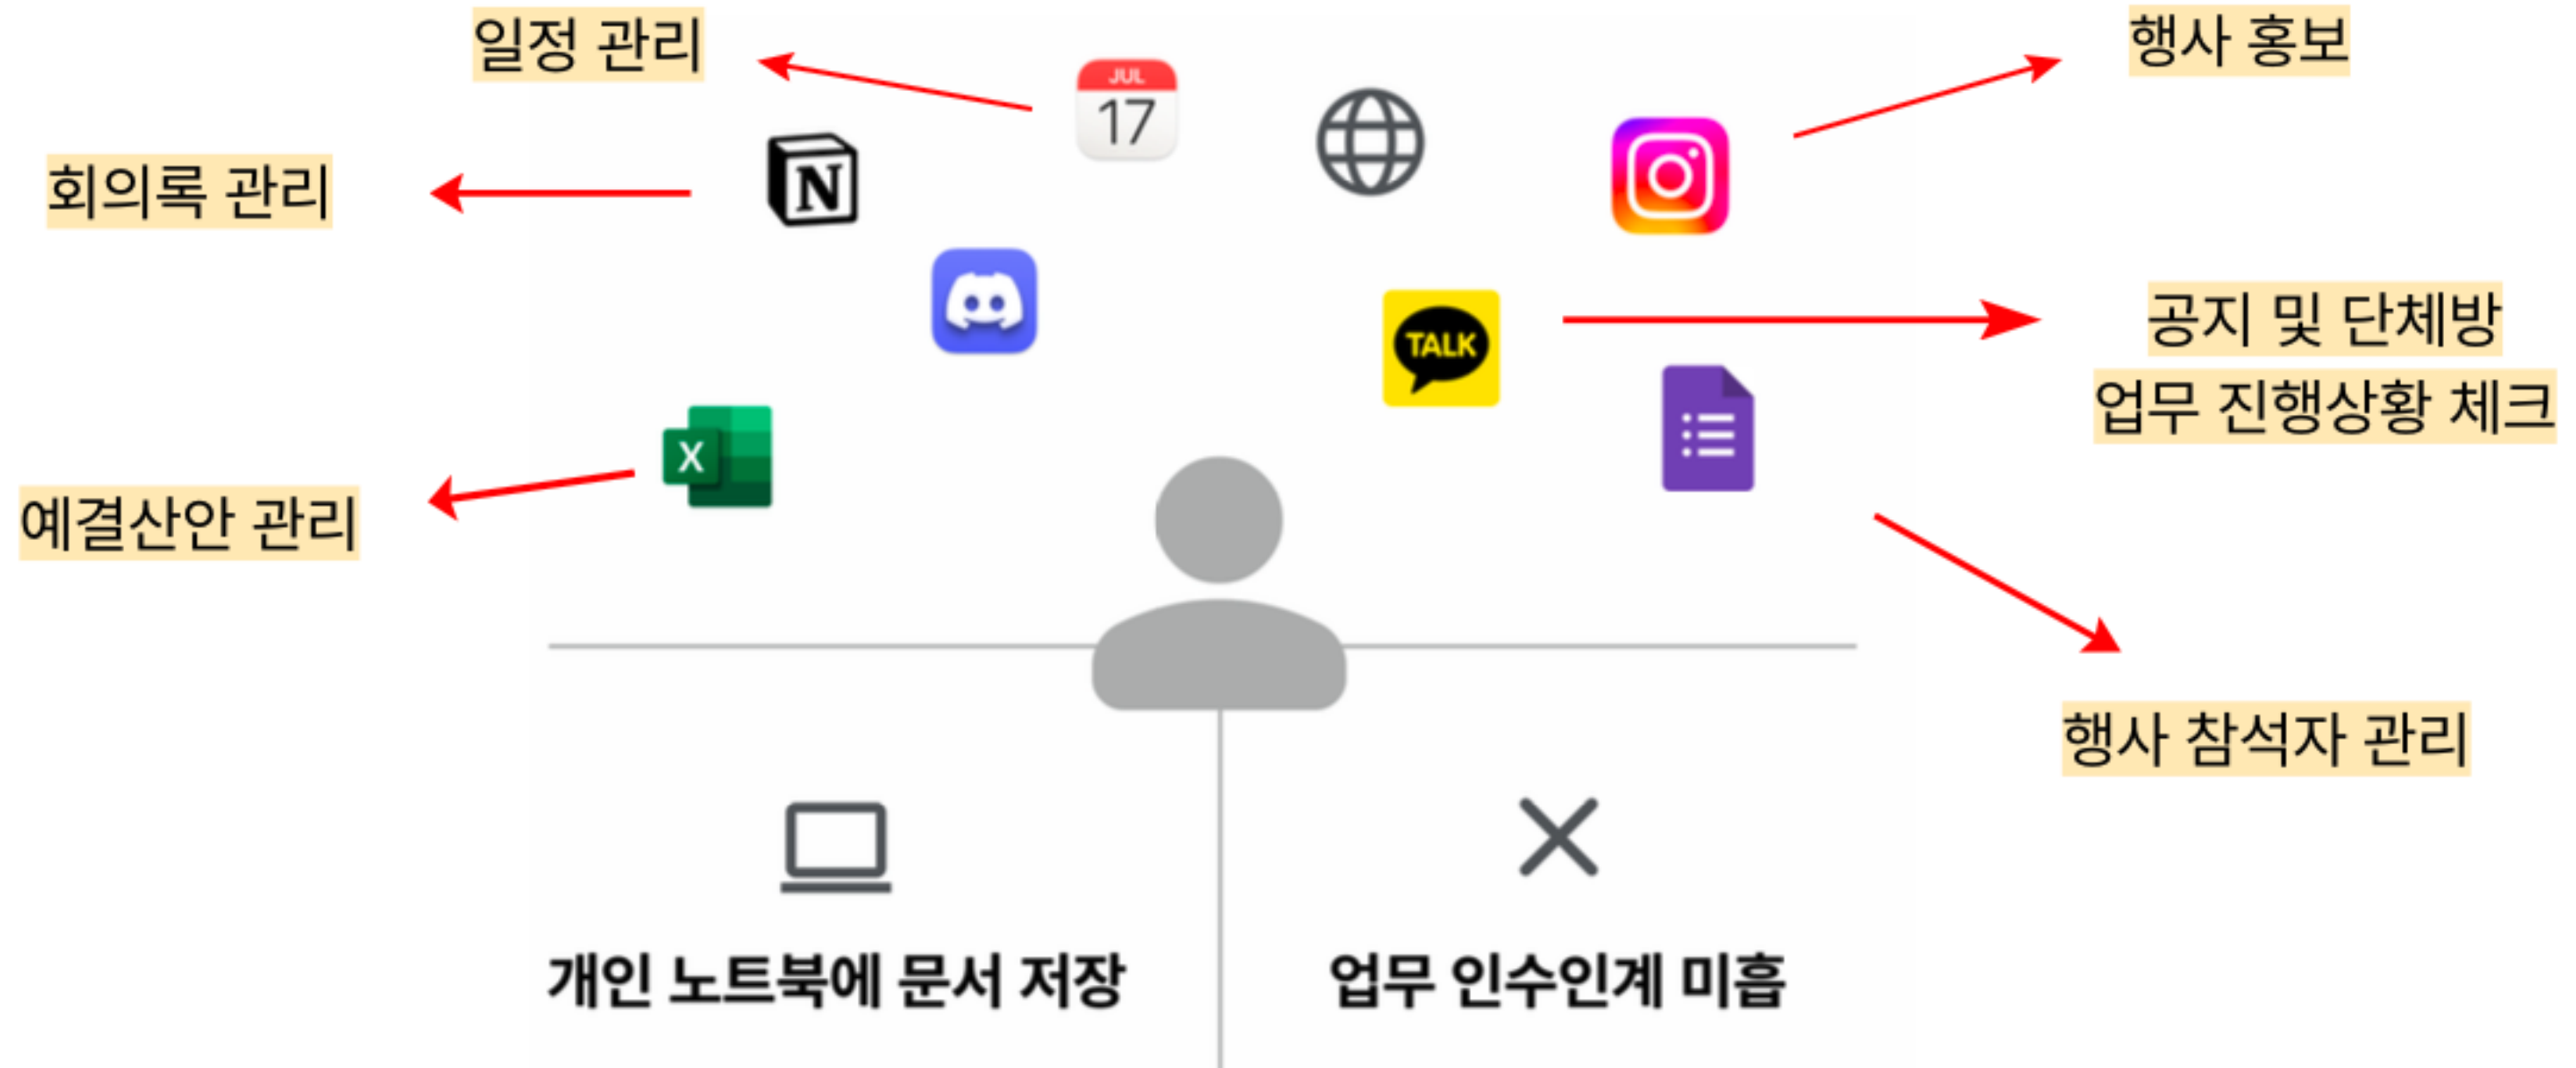 일정 관리
행사 홍보
JUL
17
회의록 관리
N
공지 및 단체방
업무 진행상황 체크
TALK
X
예결산안 관리
행사 참석자 관리
개인 노트북에 문서 저장
업무 인수인계 미흡